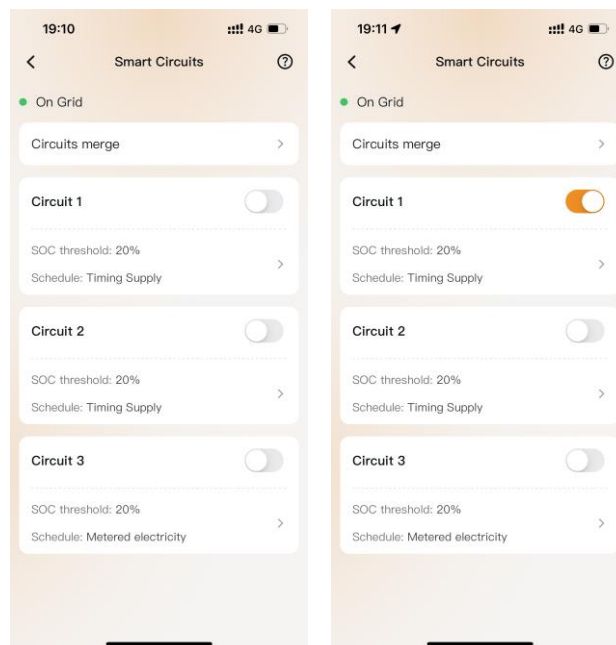 19:10
4G
Smart Circuits
?
On Grid
Circuits merge
Circuit 1
SOC threshold: 20%
Schedule: Timing Supply
Circuit 2
SOC threshold: 20%
Schedule: Timing Supply
Circuit 3
SOC threshold: 20%
Schedule: Metered electricity
19:11
4G
Smart Circuits
?
On Grid
Circuits merge
Circuit 1
SOC threshold: 20%
Schedule: Timing Supply
Circuit 2
SOC threshold: 20%
Schedule: Timing Supply
Circuit 3
SOC threshold: 20%
Schedule: Metered electricity